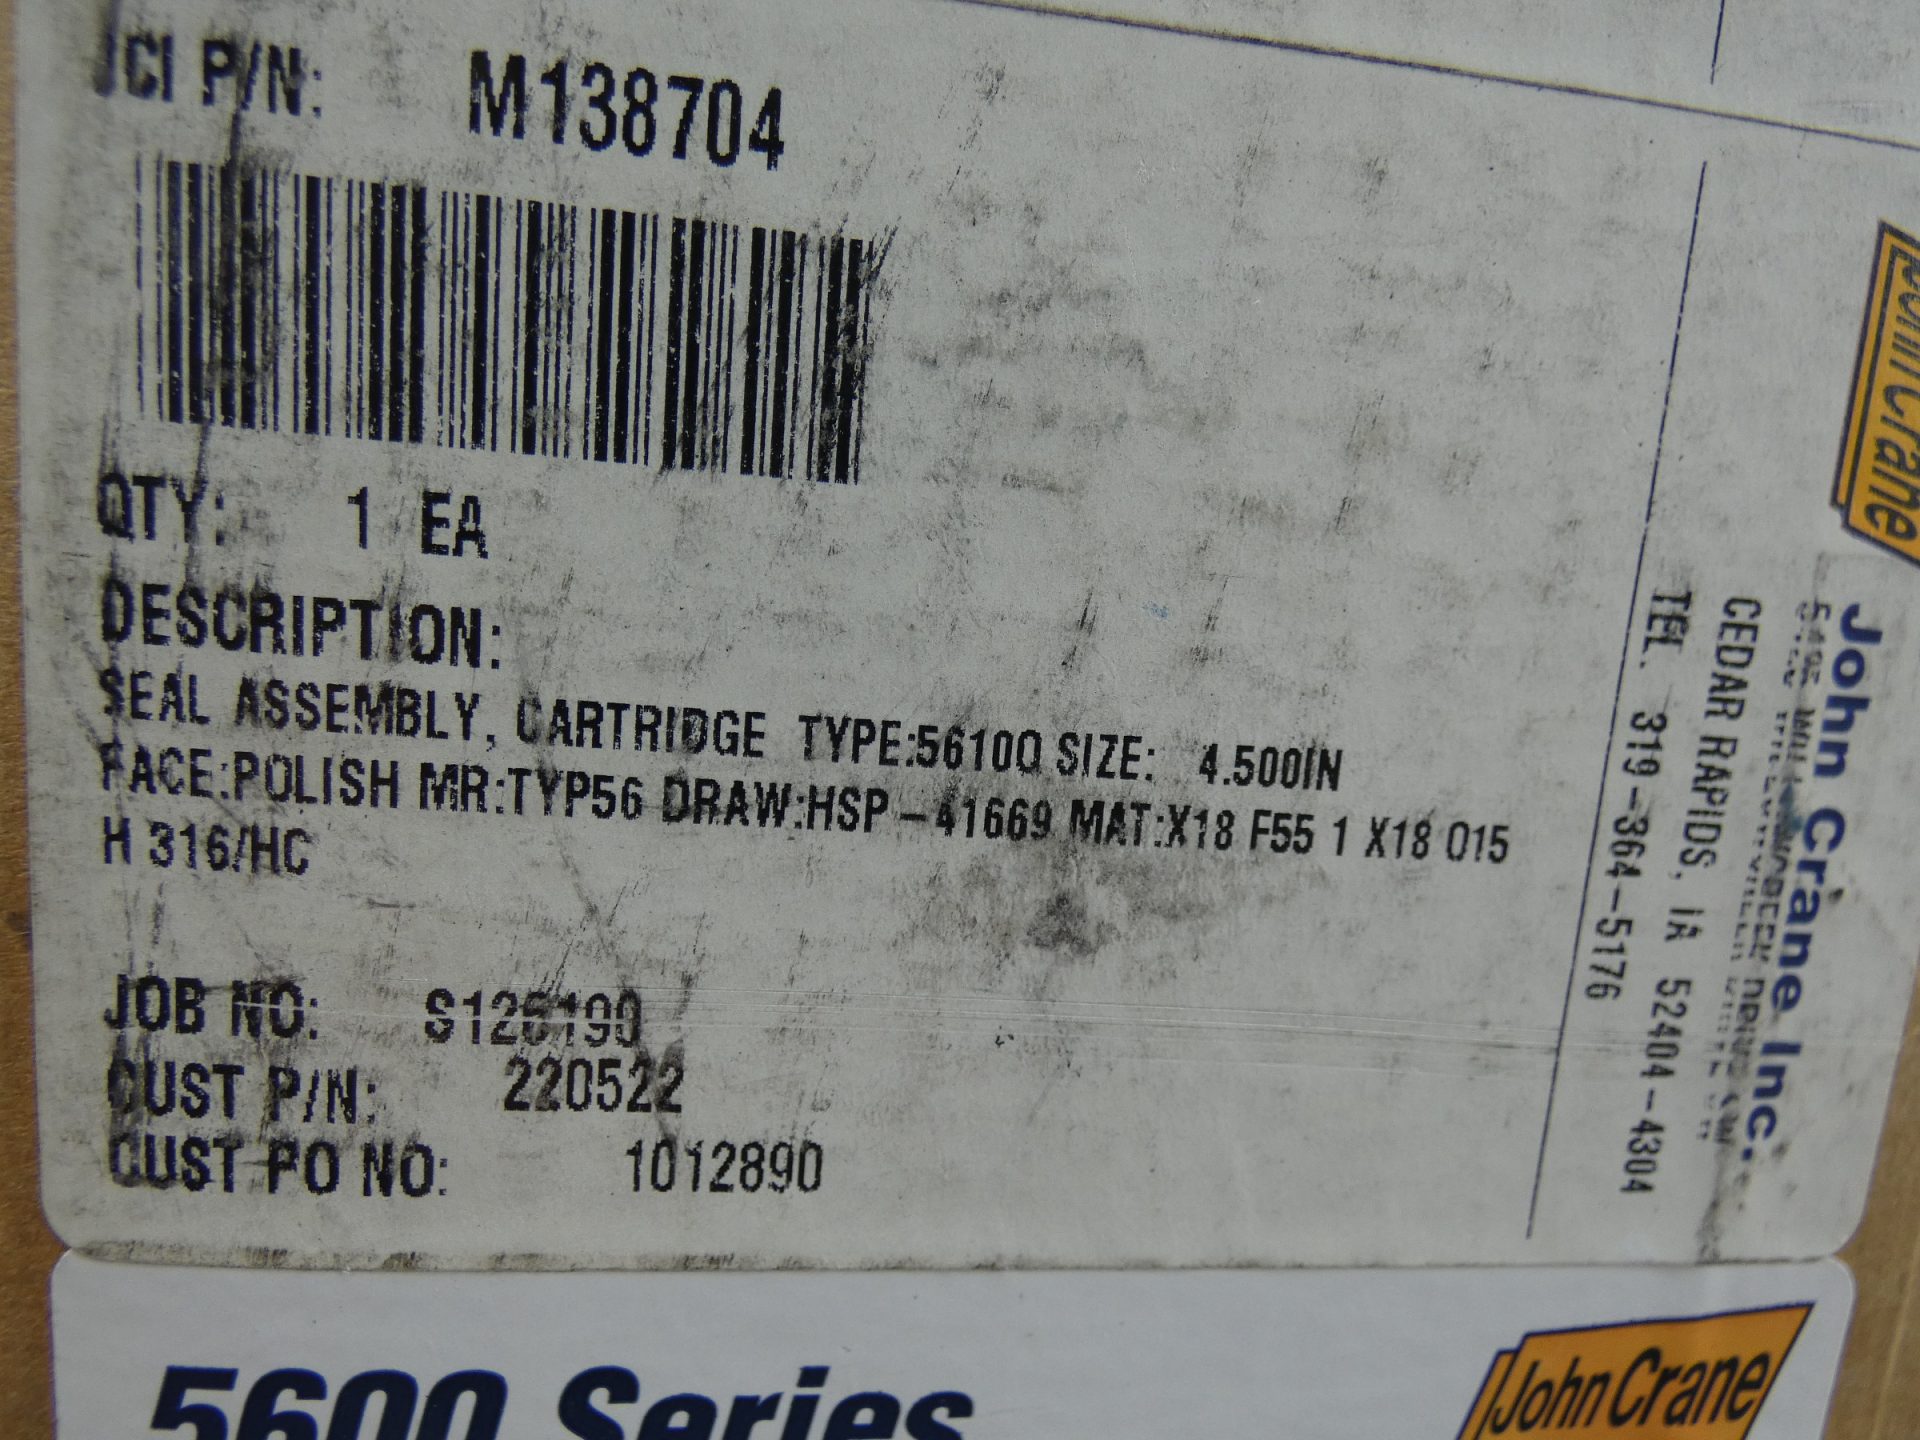 JCI P/N: M138704
QTY: 1 EA
DESCRIPTION:
SEAL ASSEMBLY, CARTRIDGE TYPE:5610Q SIZE: 4.500IN
FACE:POLISH MR:TYP56 DRAW:HSP-41669 MAT:X18 F55 1 X18 015
H 316/HC
JOB NO: S126190
CUST P/N: 220522
CUST PO NO: 1012890
John Crane
John Crane Inc.
CEDAR RAPIDS, IA 52404-4304
TEL. 319-364-5176
5600 Series
John Crane